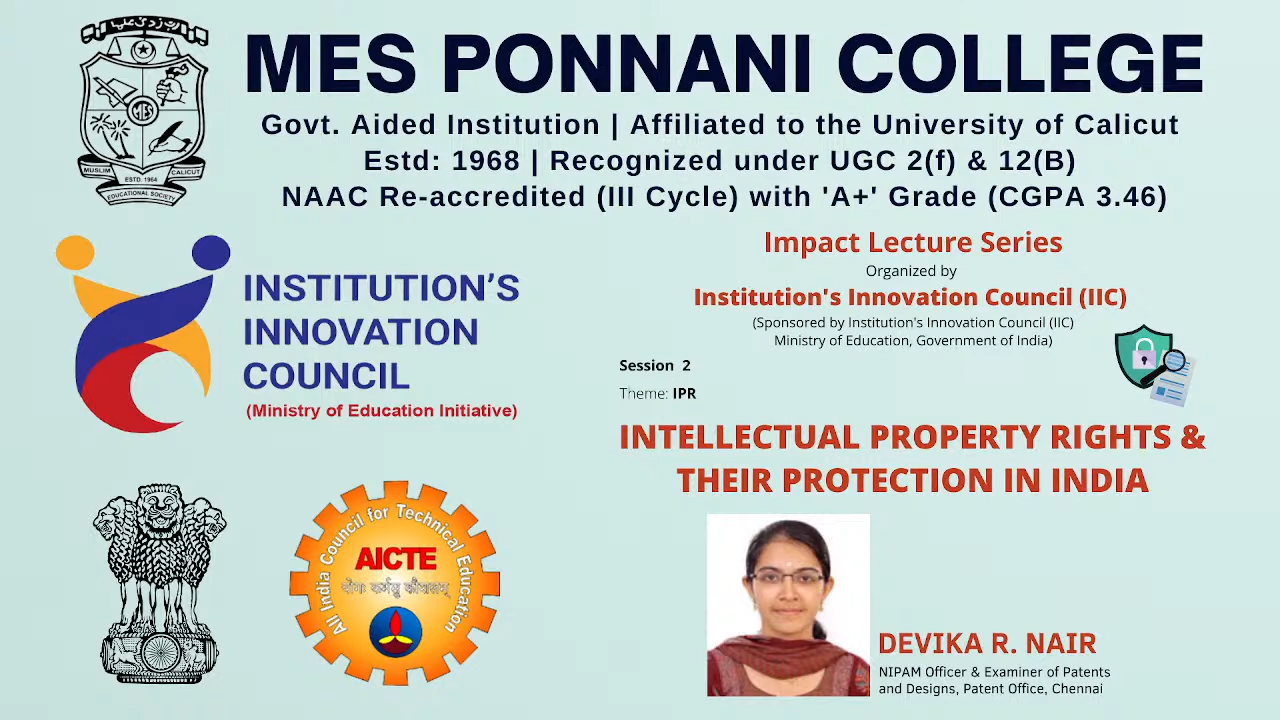 MES PONNANI COLLEGE
Govt. Aided Institution | Affiliated to the University of Calicut
Estd: 1968 | Recognized under UGC 2(f) & 12(B)
NAAC Re-accredited (III Cycle) with 'A+' Grade (CGPA 3.46)
MES
MUSLIM
CALICUT
ESTD. 1964
EDUCATIONAL SOCIETY
INSTITUTION'S
INNOVATION
COUNCIL
(Ministry of Education Initiative)
Impact Lecture Series
Organized by
Institution's Innovation Council (IIC)
(Sponsored by Institution's Innovation Council (IIC)
Ministry of Education, Government of India)
Session 2
Theme: IPR
INTELLECTUAL PROPERTY RIGHTS &
THEIR PROTECTION IN INDIA
All India Council for Technical Education
AICTE
योगः कर्मसु कौशलम्
DEVIKA R. NAIR
NIPAM Officer & Examiner of Patents
and Designs, Patent Office, Chennai